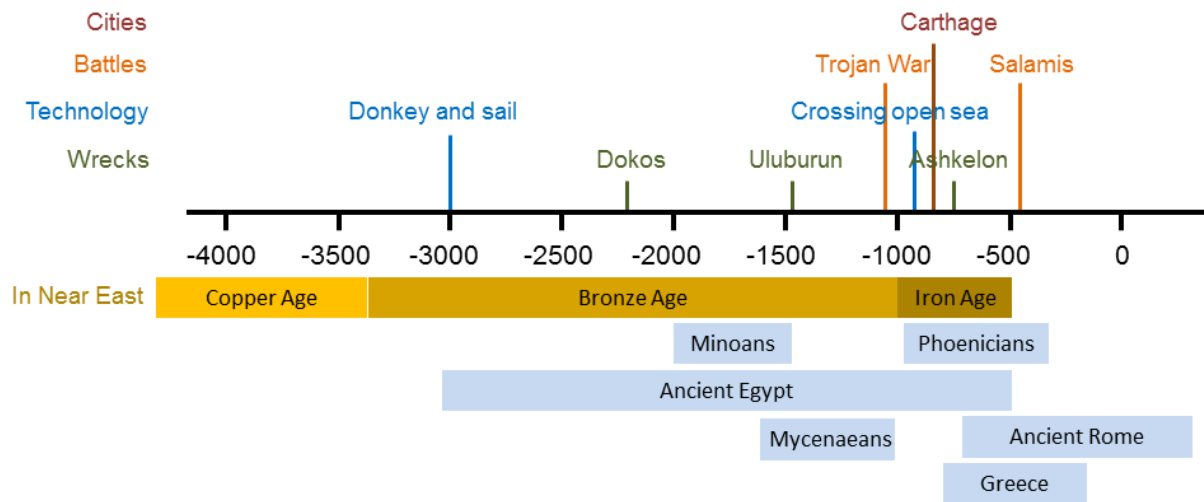 Cities Carthage
Battles Trojan War Salamis
Technology Donkey and sail Crossing open sea
Wrecks Dokos Uluburun Ashkelon
-4000 -3500 -3000 -2500 -2000 -1500 -1000 -500 0
In Near East Copper Age Bronze Age Iron Age
Minoans Phoenicians
Ancient Egypt
Mycenaeans Ancient Rome
Greece